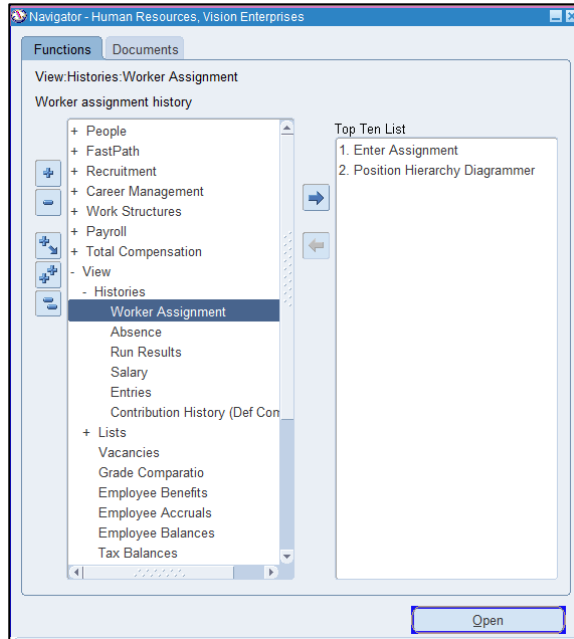 Navigator - Human Resources, Vision Enterprises
Functions
Documents
View:Histories:Worker Assignment
Worker assignment history
+ People
+ FastPath
+ Recruitment
+ Career Management
+ Work Structures
+ Payroll
+ Total Compensation
- View
- Histories
Worker Assignment
Absence
Run Results
Salary
Entries
Contribution History (Def Com
+ Lists
Vacancies
Grade Comparatio
Employee Benefits
Employee Accruals
Employee Balances
Tax Balances
Top Ten List
1. Enter Assignment
2. Position Hierarchy Diagrammer
Open